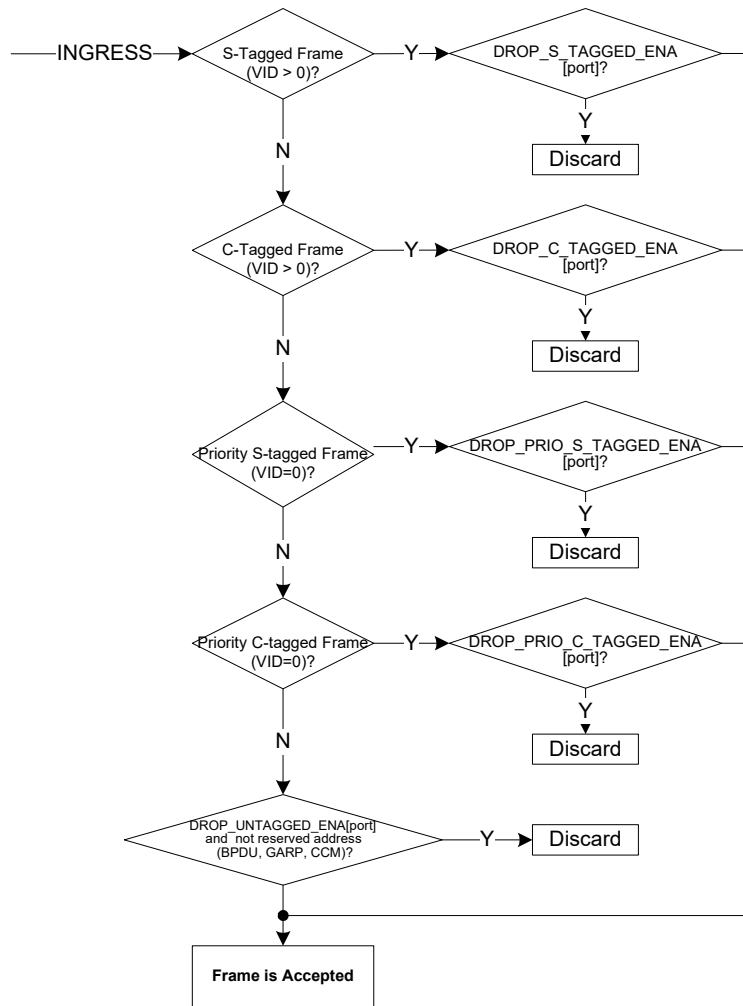 INGRESS
S-Tagged Frame
(VID > 0)?
Y
DROP_S_TAGGED_ENA
[port]?
Y
Discard
N
C-Tagged Frame
(VID > 0)?
Y
DROP_C_TAGGED_ENA
[port]?
Y
Discard
N
Priority S-tagged Frame
(VID=0)?
Y
DROP_PRIO_S_TAGGED_ENA
[port]?
Y
Discard
N
Priority C-tagged Frame
(VID=0)?
Y
DROP_PRIO_C_TAGGED_ENA
[port]?
Y
Discard
N
DROP_UNTAGGED_ENA[port]
and not reserved address
(BPDU, GARP, CCM)?
Y
Discard
Frame is Accepted